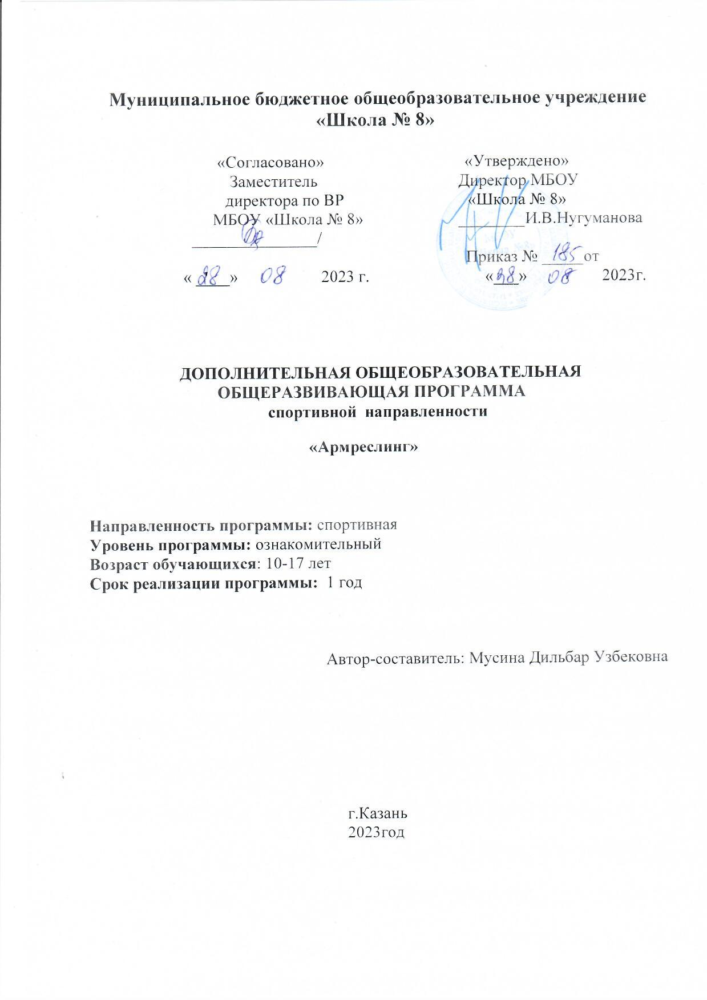 Муниципальное бюджетное общеобразовательное учреждение
«Школа № 8»
«Согласовано»
Заместитель
директора по ВР
МБОУ «Школа № 8»
_______________/
« 28 » 08 2023 г.
«Утверждено»
Директор МБОУ
«Школа № 8»
________И.В.Нугуманова
Приказ № 185 от
«28» 08 2023г.
ДОПОЛНИТЕЛЬНАЯ ОБЩЕОБРАЗОВАТЕЛЬНАЯ
ОБЩЕРАЗВИВАЮЩАЯ ПРОГРАММА
спортивной направленности
«Армреслинг»
Направленность программы: спортивная
Уровень программы: ознакомительный
Возраст обучающихся: 10-17 лет
Срок реализации программы: 1 год
Автор-составитель: Мусина Дильбар Узбековна
г.Казань
2023год